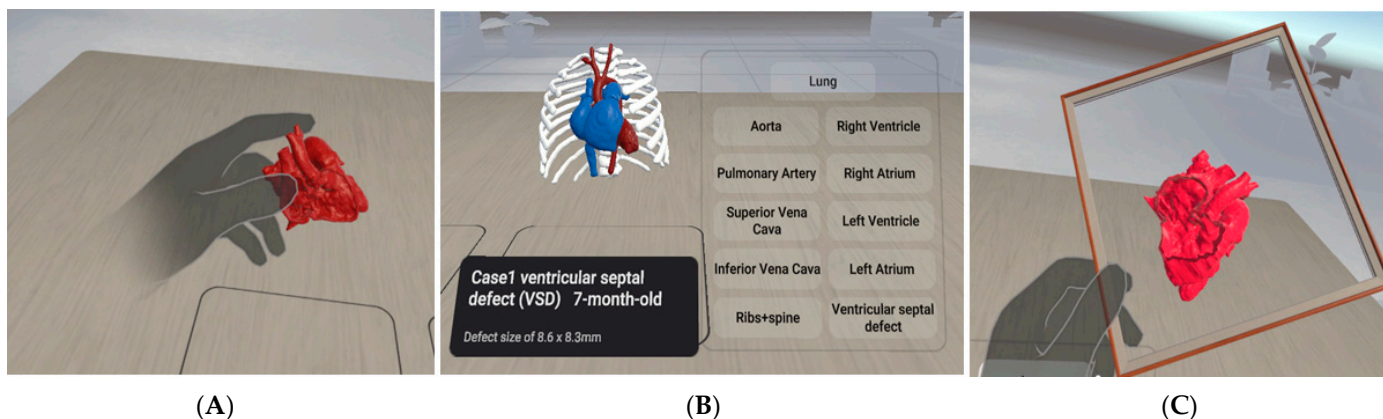 Lung
Aorta
Right Ventricle
Pulmonary Artery
Right Atrium
Superior Vena
Cava
Left Ventricle
Inferior Vena Cava
Left Atrium
Ribs+spine
Ventricular septal
defect
Case1 ventricular septal
defect (VSD) 7-month-old
Defect size of 8.6 x 8.3mm
(A)
(B)
(C)